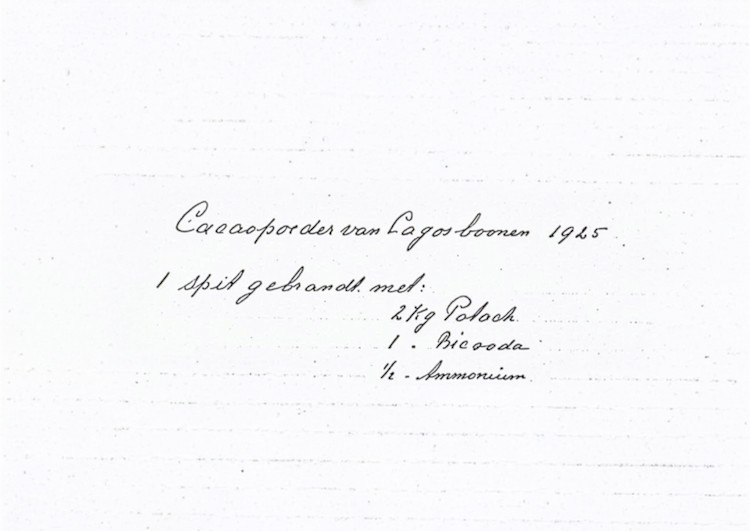 Cacaopoeder van Lagosboonen 1925
1 spit gebrandt. met:
2 Kg Potach
1 - Bicsoda
1/2 - Ammonium